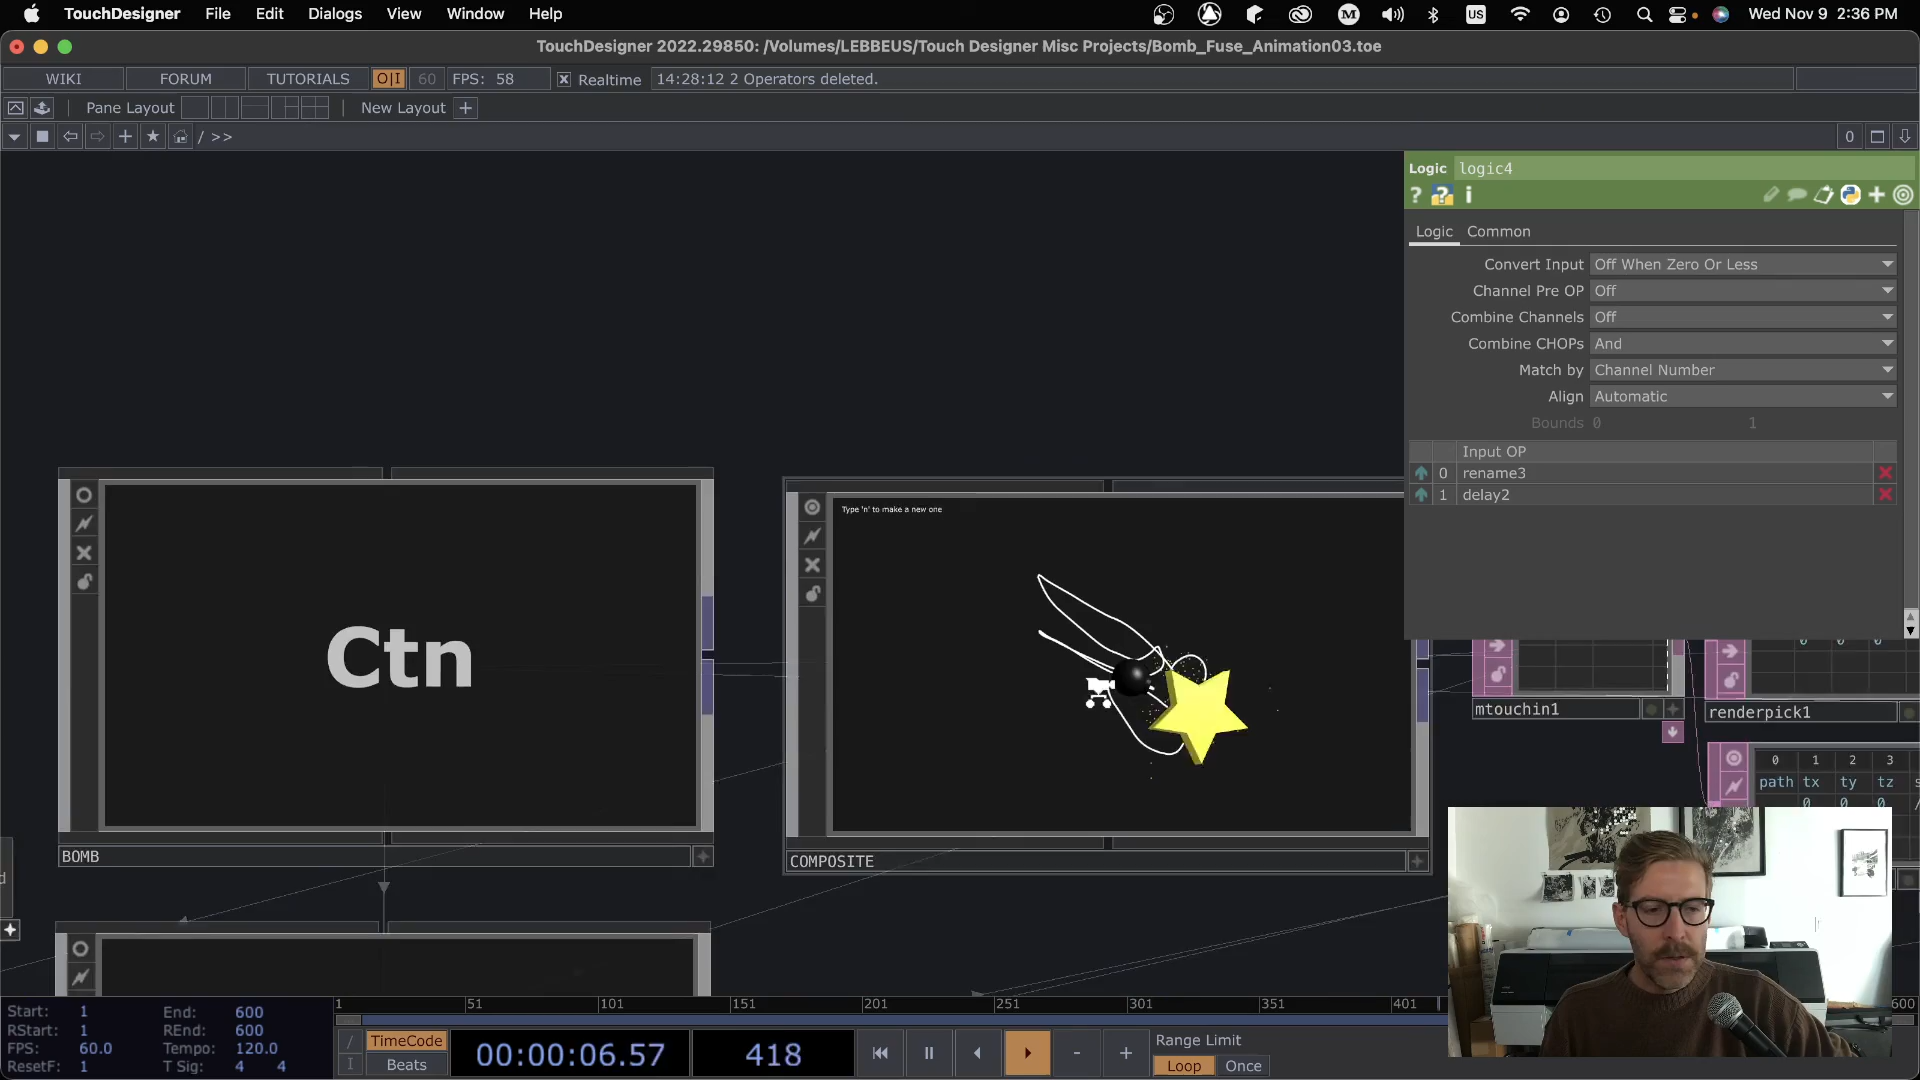 TouchDesigner File Edit Dialogs View Window Help US Wed Nov 9 2:36 PM
TouchDesigner 2022.29850: /Volumes/LEBBEUS/Touch Designer Misc Projects/Bomb_Fuse_Animation03.toe
WIKI FORUM TUTORIALS O|I 60 FPS: 58 Realtime 14:28:12 2 Operators deleted.
Pane Layout New Layout +
/ >> 0
Logic logic4
? ? i
Logic Common
Convert Input Off When Zero Or Less
Channel Pre OP Off
Combine Channels Off
Combine CHOPs And
Match by Channel Number
Align Automatic
Bounds 0 1
Input OP
0 rename3
1 delay2
Type 'n' to make a new one
Ctn
mtouchin1
renderpick1
0 1 2 3
path tx ty tz s
0 0 0
BOMB
COMPOSITE
d
Start: 1 End: 600
RStart: 1 REnd: 600
FPS: 60.0 Tempo: 120.0
ResetF: 1 T Sig: 4 4
1 51 101 151 201 251 301 351 401 600
/ TimeCode
I Beats
00:00:06.57 418
- +
Range Limit
Loop Once